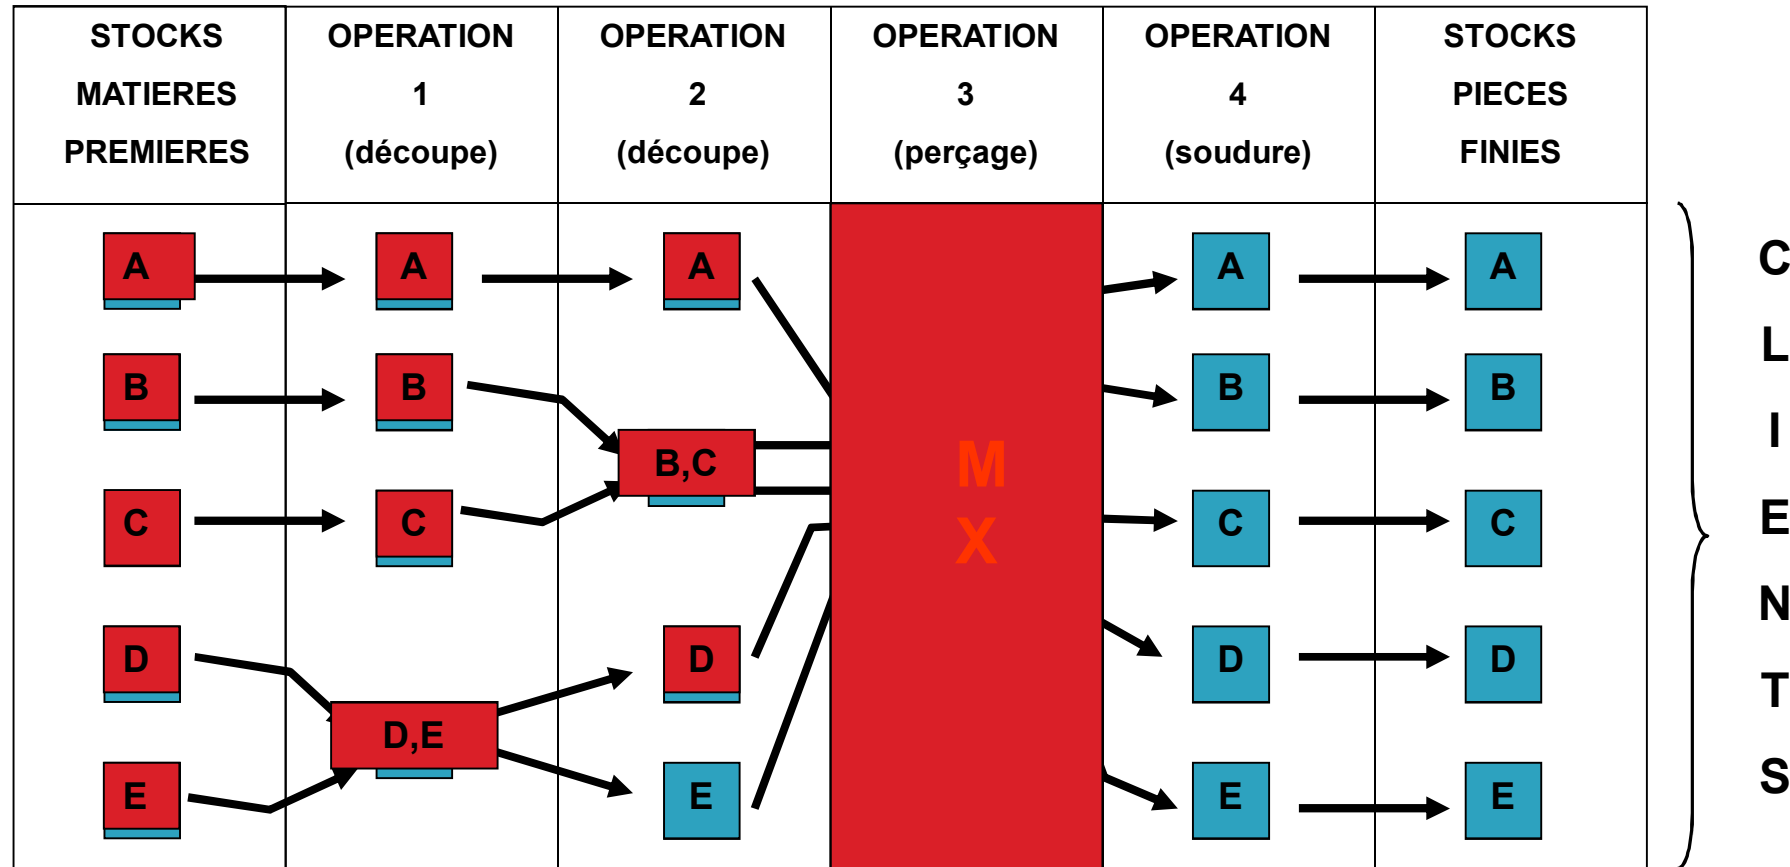 STOCKS
MATIERES
PREMIERES
OPERATION
1
(découpe)
OPERATION
2
(découpe)
OPERATION
3
(perçage)
OPERATION
4
(soudure)
STOCKS
PIECES
FINIES
A
A
A
A
A
B
B
B
B
B,C
C
C
C
C
D
D
D
D
D,E
E
E
E
E
M
X
C
L
I
E
N
T
S